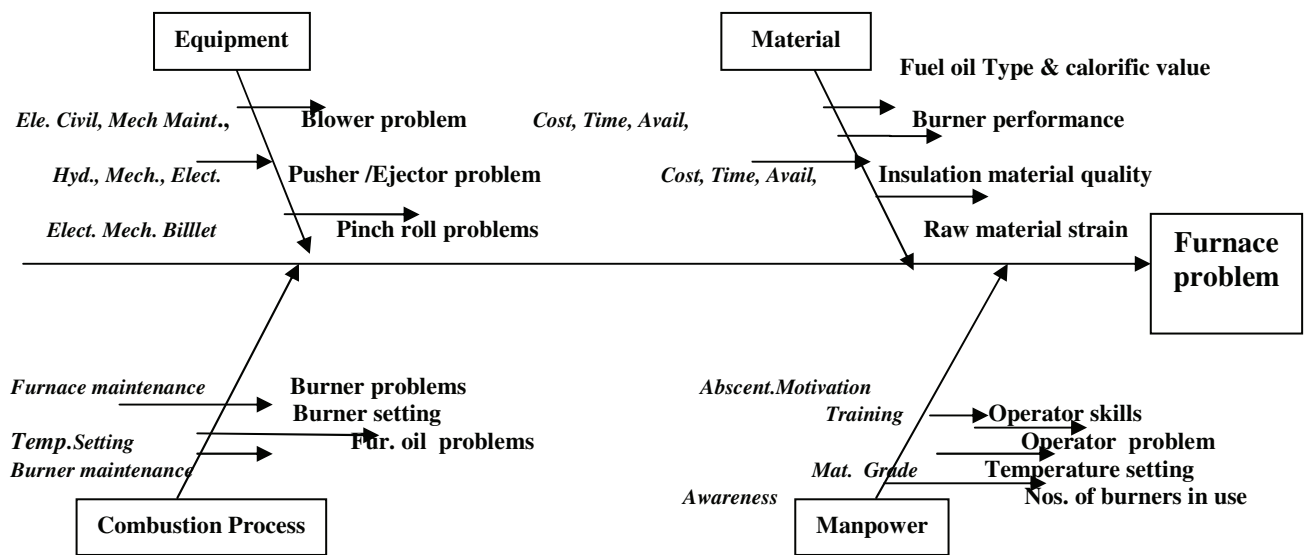 Equipment
Material
Fuel oil Type & calorific value
Ele. Civil, Mech Maint.,
Blower problem
Cost, Time, Avail,
Burner performance
Hyd., Mech., Elect.
Pusher /Ejector problem
Cost, Time, Avail,
Insulation material quality
Elect. Mech. Billlet
Pinch roll problems
Raw material strain
Furnace
problem
Furnace maintenance
Burner problems
Abscent.Motivation
Burner setting
Training
Operator skills
Temp.Setting
Fur. oil problems
Operator problem
Burner maintenance
Mat. Grade
Temperature setting
Awareness
Nos. of burners in use
Combustion Process
Manpower